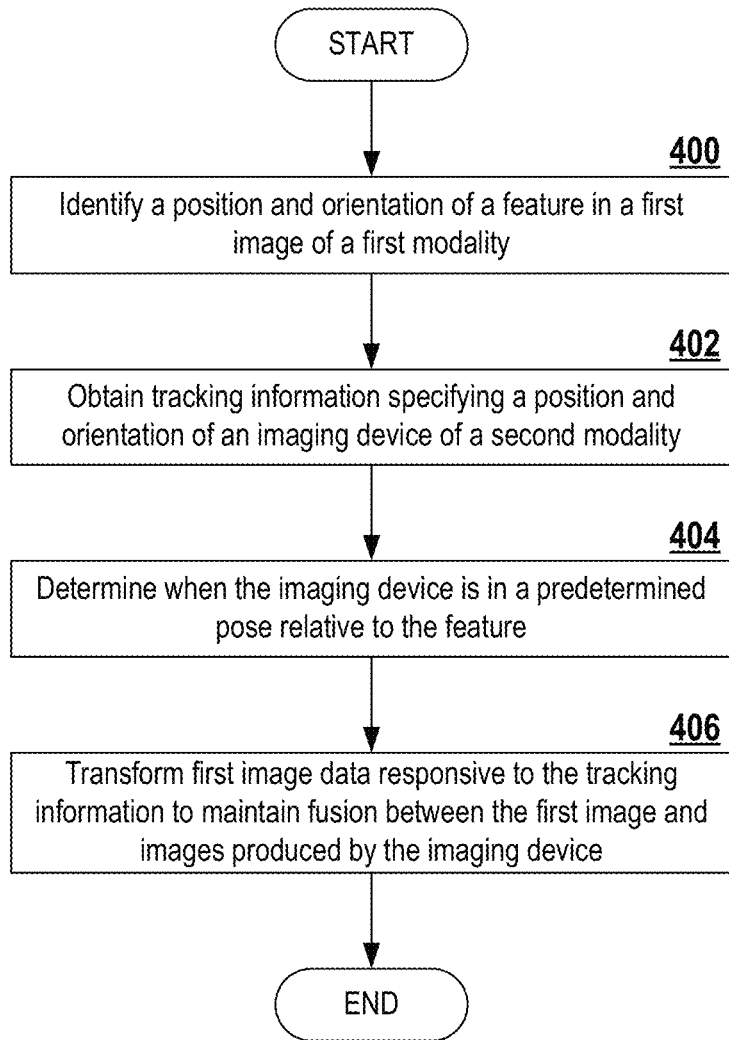 START
400
Identify a position and orientation of a feature in a first
image of a first modality
402
Obtain tracking information specifying a position and
orientation of an imaging device of a second modality
404
Determine when the imaging device is in a predetermined
pose relative to the feature
406
Transform first image data responsive to the tracking
information to maintain fusion between the first image and
images produced by the imaging device
END